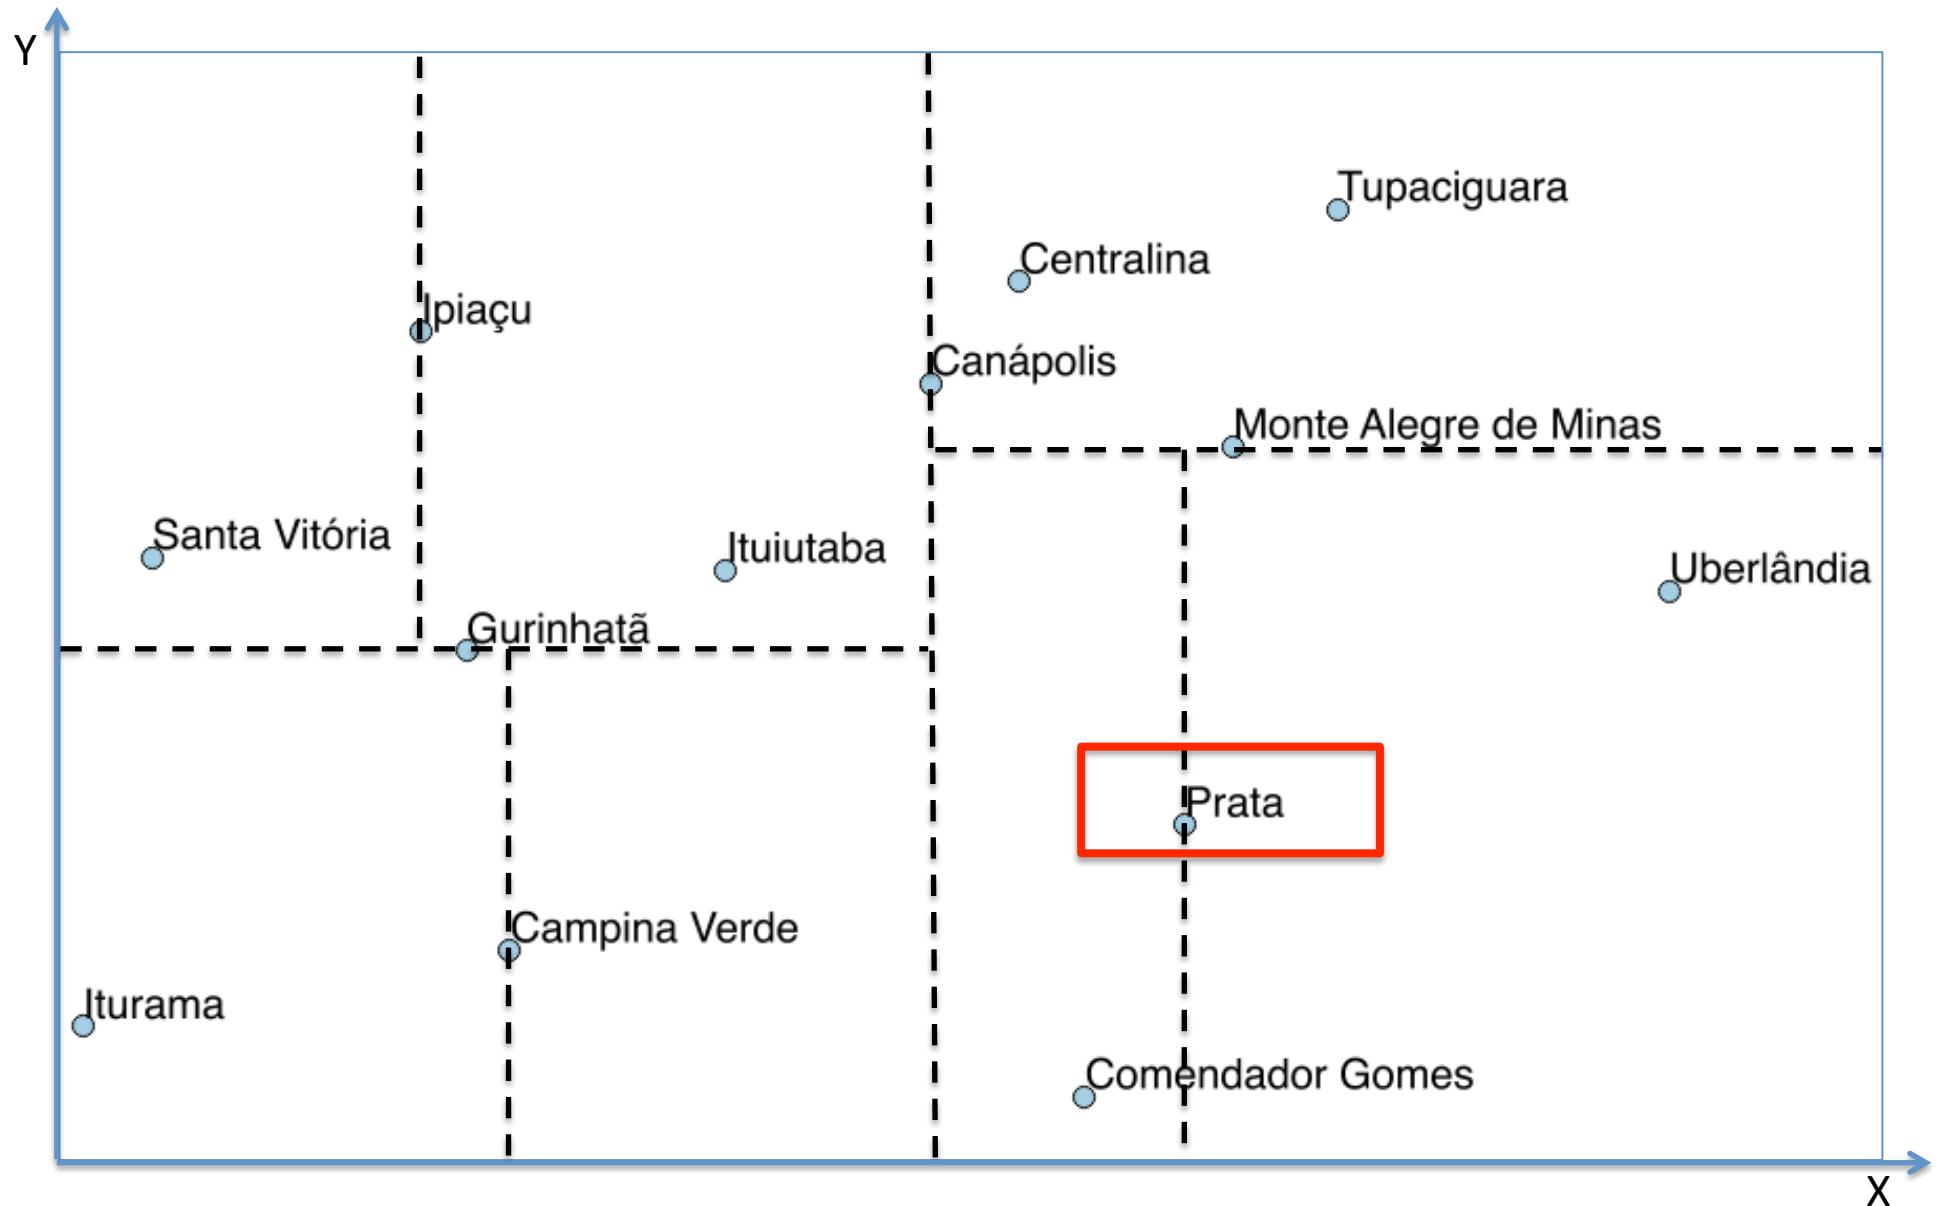 Y
Tupaciguara
Centralina
Ipiaçu
Canápolis
Monte Alegre de Minas
Santa Vitória
Ituiutaba
Uberlândia
Gurinhatã
Prata
Campina Verde
Iturama
Comendador Gomes
X